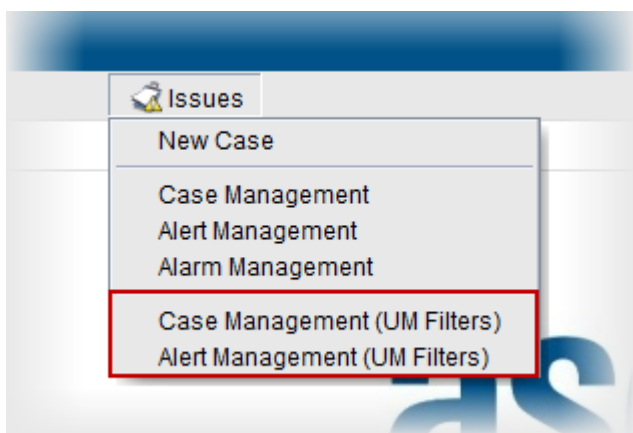 Issues
New Case
Case Management
Alert Management
Alarm Management
Case Management (UM Filters)
Alert Management (UM Filters)